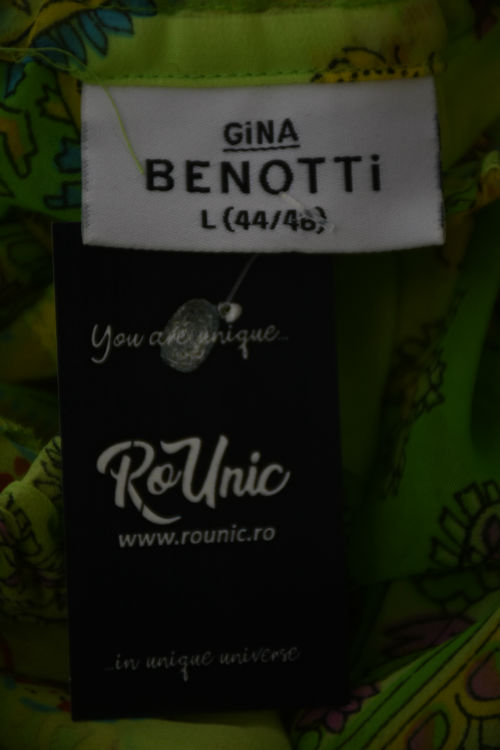 GiNA
BENOTTi
L (44/46)
You are unique...
RoUnic
www.rounic.ro
...in unique universe